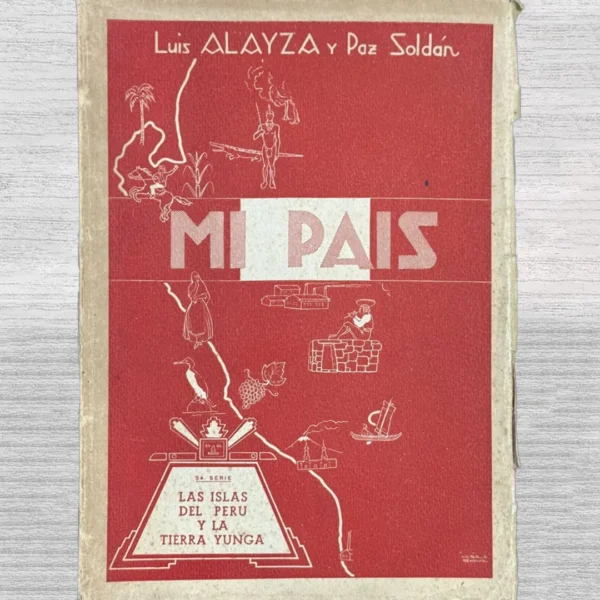 Luis ALAYZA y Paz Soldán
MI PAIS
5A. SERIE
LAS ISLAS
DEL PERU
Y LA
TIERRA YUNGA